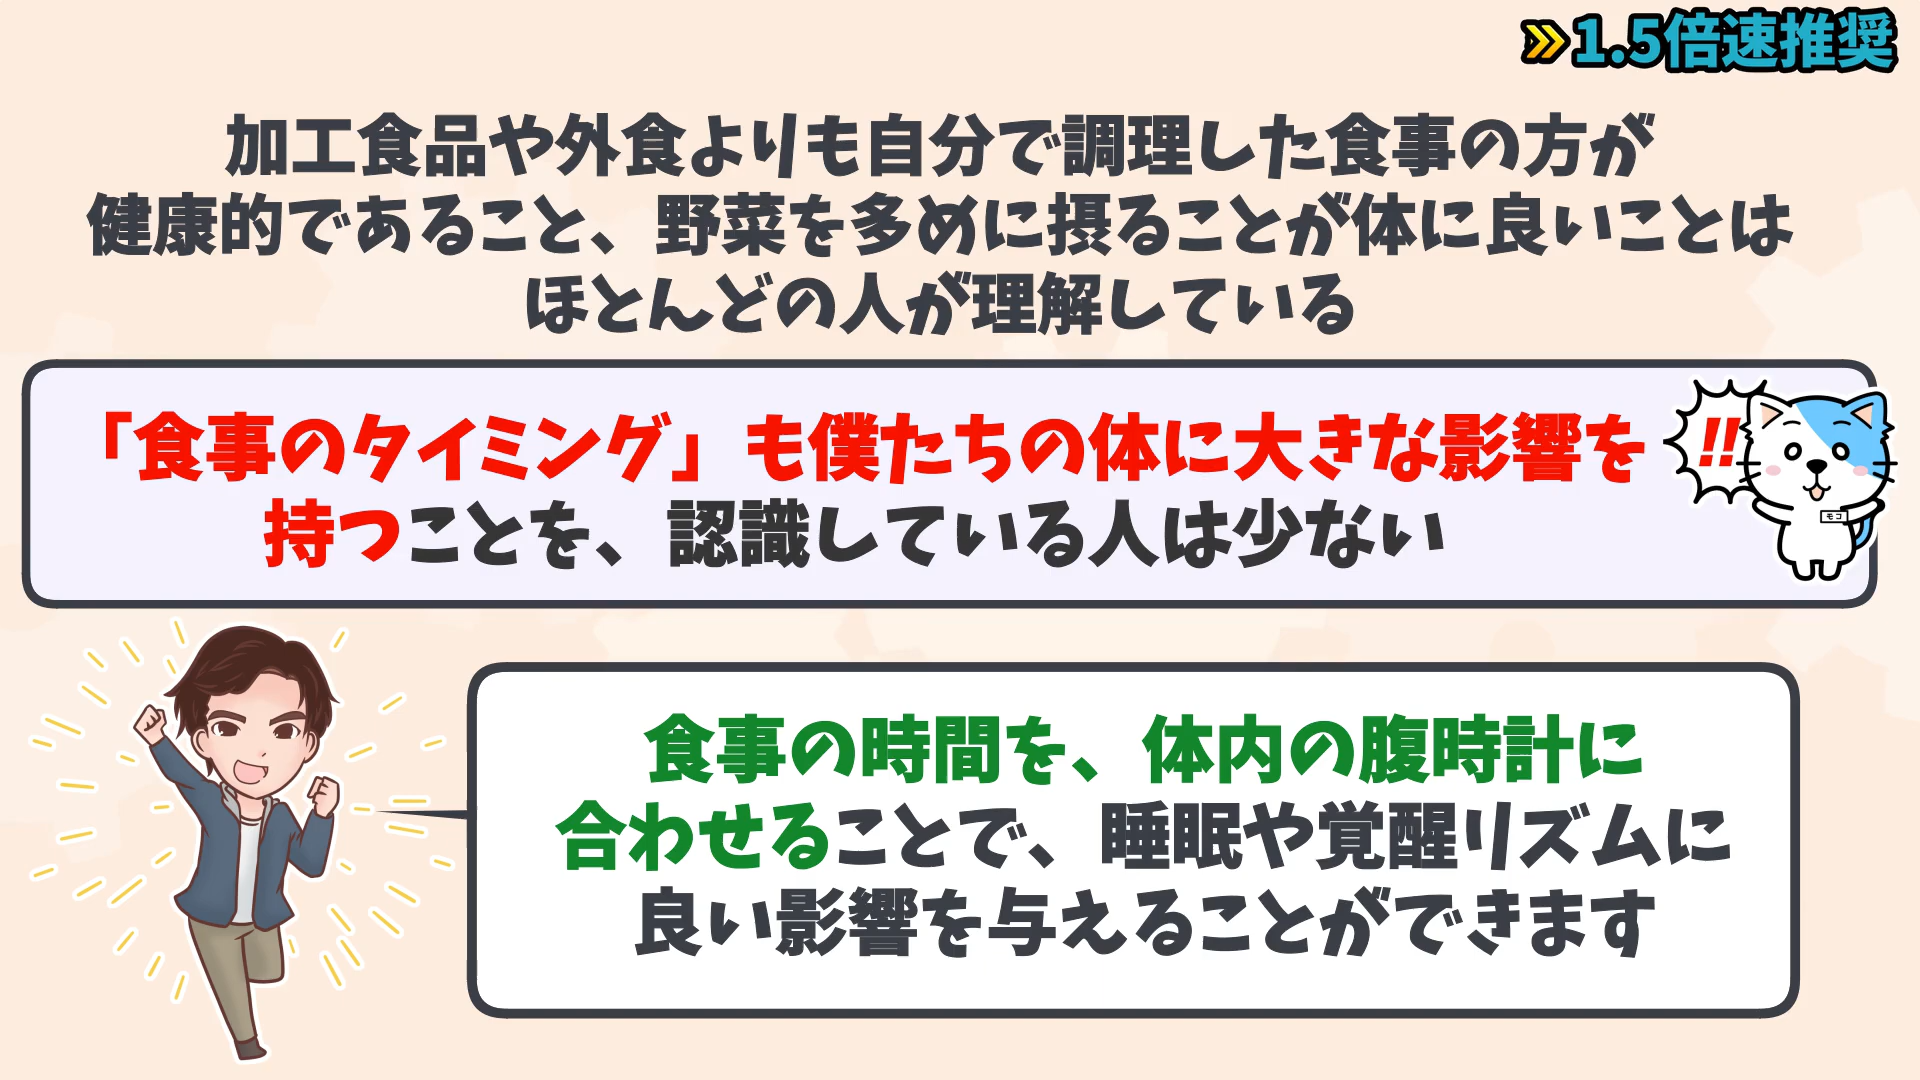 1.5倍速推奨
加工食品や外食よりも自分で調理した食事の方が
健康的であること、野菜を多めに摂ることが体に良いことは
ほとんどの人が理解している
「食事のタイミング」も僕たちの体に大きな影響を
持つことを、認識している人は少ない
!!
モコ
食事の時間を、体内の腹時計に
合わせることで、睡眠や覚醒リズムに
良い影響を与えることができます